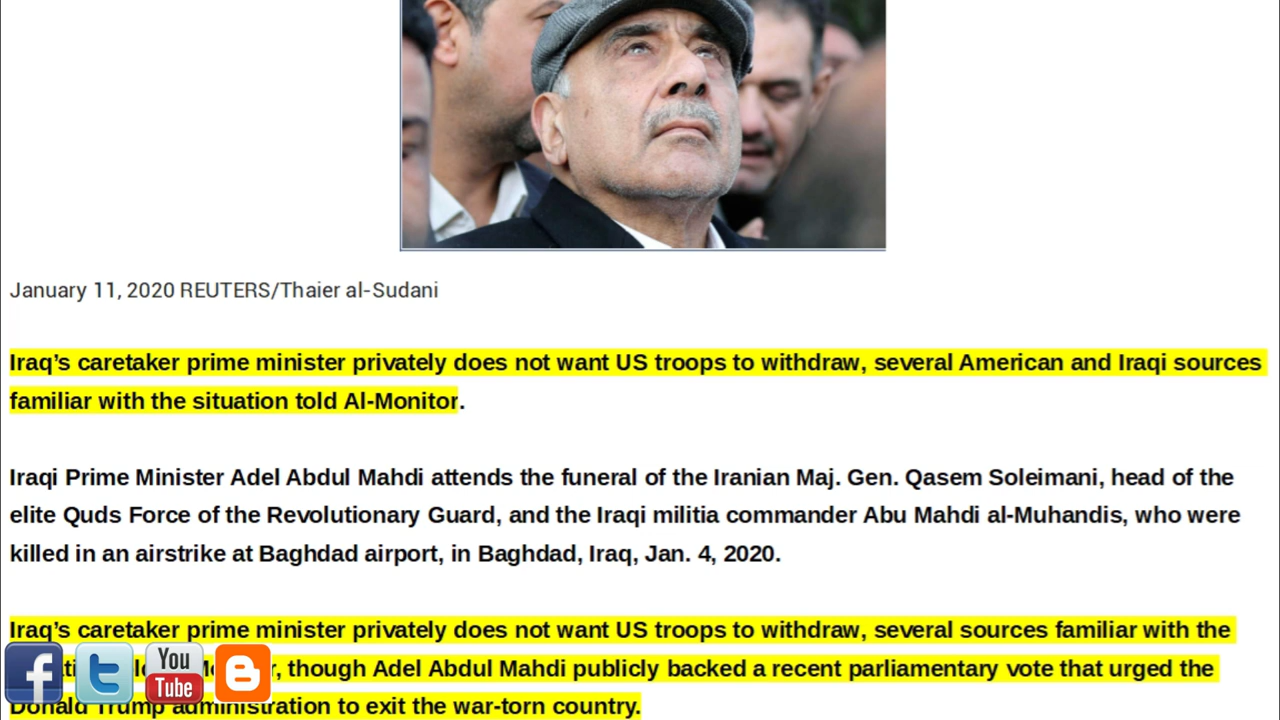 January 11, 2020 REUTERS/Thaier al-Sudani
Iraq’s caretaker prime minister privately does not want US troops to withdraw, several American and Iraqi sources
familiar with the situation told Al-Monitor.
Iraqi Prime Minister Adel Abdul Mahdi attends the funeral of the Iranian Maj. Gen. Qasem Soleimani, head of the
elite Quds Force of the Revolutionary Guard, and the Iraqi militia commander Abu Mahdi al-Muhandis, who were
killed in an airstrike at Baghdad airport, in Baghdad, Iraq, Jan. 4, 2020.
Iraq’s caretaker prime minister privately does not want US troops to withdraw, several sources familiar with the
though Adel Abdul Mahdi publicly backed a recent parliamentary vote that urged the
Donald Trump administration to exit the war-torn country.
f t You Tube B